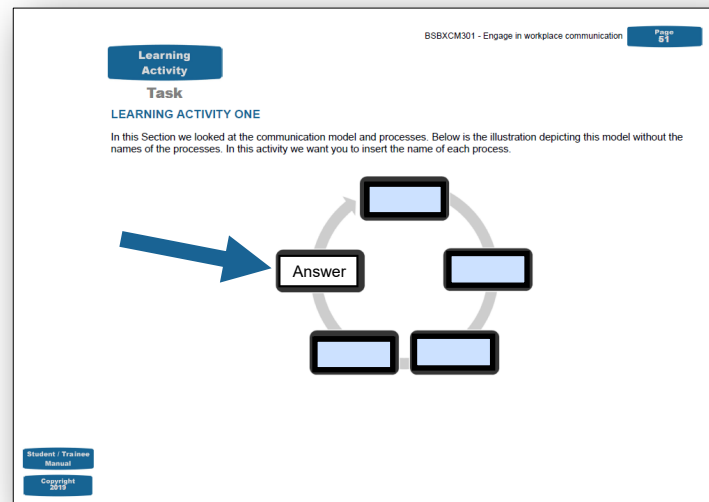 BSBXCM301 - Engage in workplace communication
Page
51
Learning
Activity
Task
LEARNING ACTIVITY ONE
In this Section we looked at the communication model and processes. Below is the illustration depicting this model without the
names of the processes. In this activity we want you to insert the name of each process.
Answer
Student / Trainee
Manual
Copyright
2019